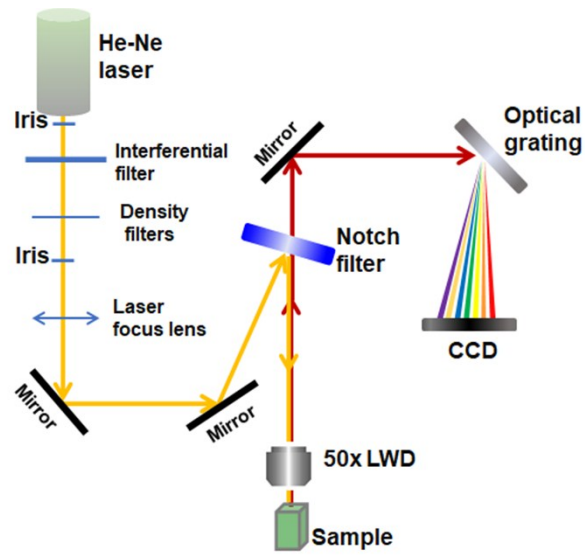 He-Ne
laser
Iris
Interferential
filter
Density
filters
Iris
Laser
focus lens
Mirror
Mirror
Mirror
Notch
filter
Optical
grating
CCD
50x LWD
Sample